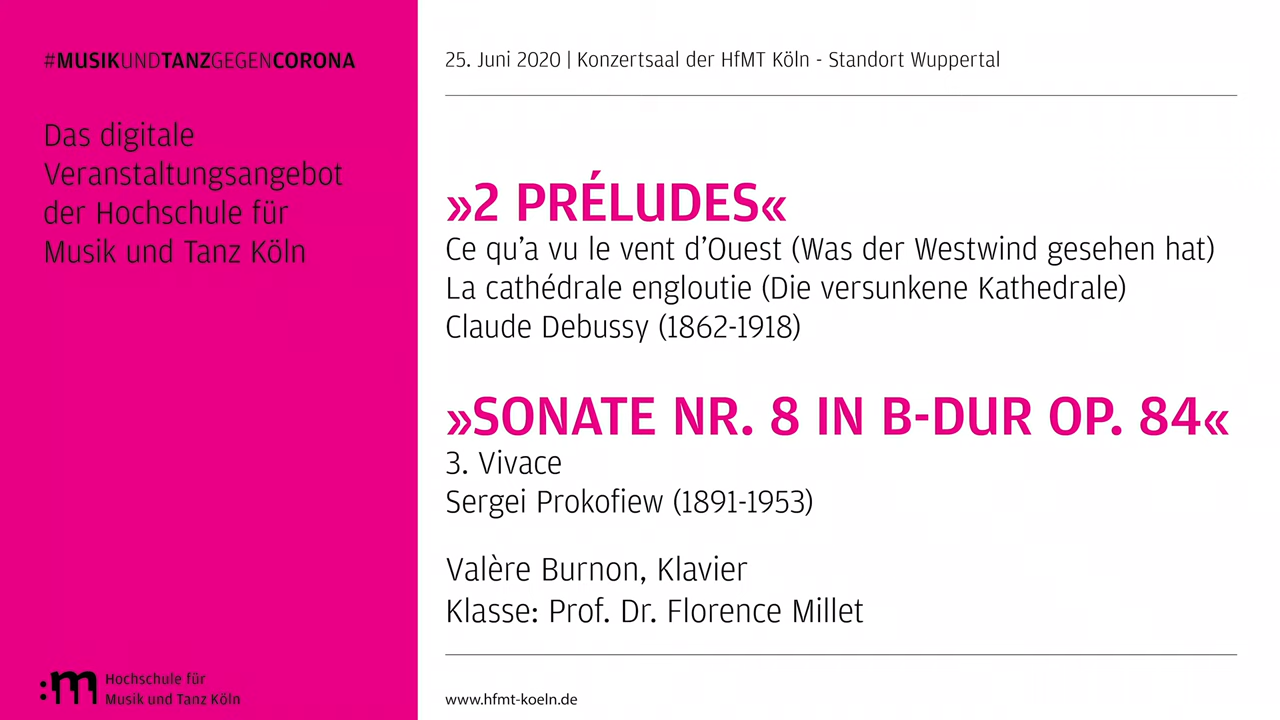 #MUSIKUNDTANZGEGENCORONA
Das digitale
Veranstaltungsangebot
der Hochschule für
Musik und Tanz Köln
:m Hochschule für
Musik und Tanz Köln
25. Juni 2020 | Konzertsaal der HfMT Köln - Standort Wuppertal
»2 PRÉLUDES«
Ce qu’a vu le vent d’Ouest (Was der Westwind gesehen hat)
La cathédrale engloutie (Die versunkene Kathedrale)
Claude Debussy (1862-1918)
»SONATE NR. 8 IN B-DUR OP. 84«
3. Vivace
Sergei Prokofiew (1891-1953)
Valère Burnon, Klavier
Klasse: Prof. Dr. Florence Millet
www.hfmt-koeln.de